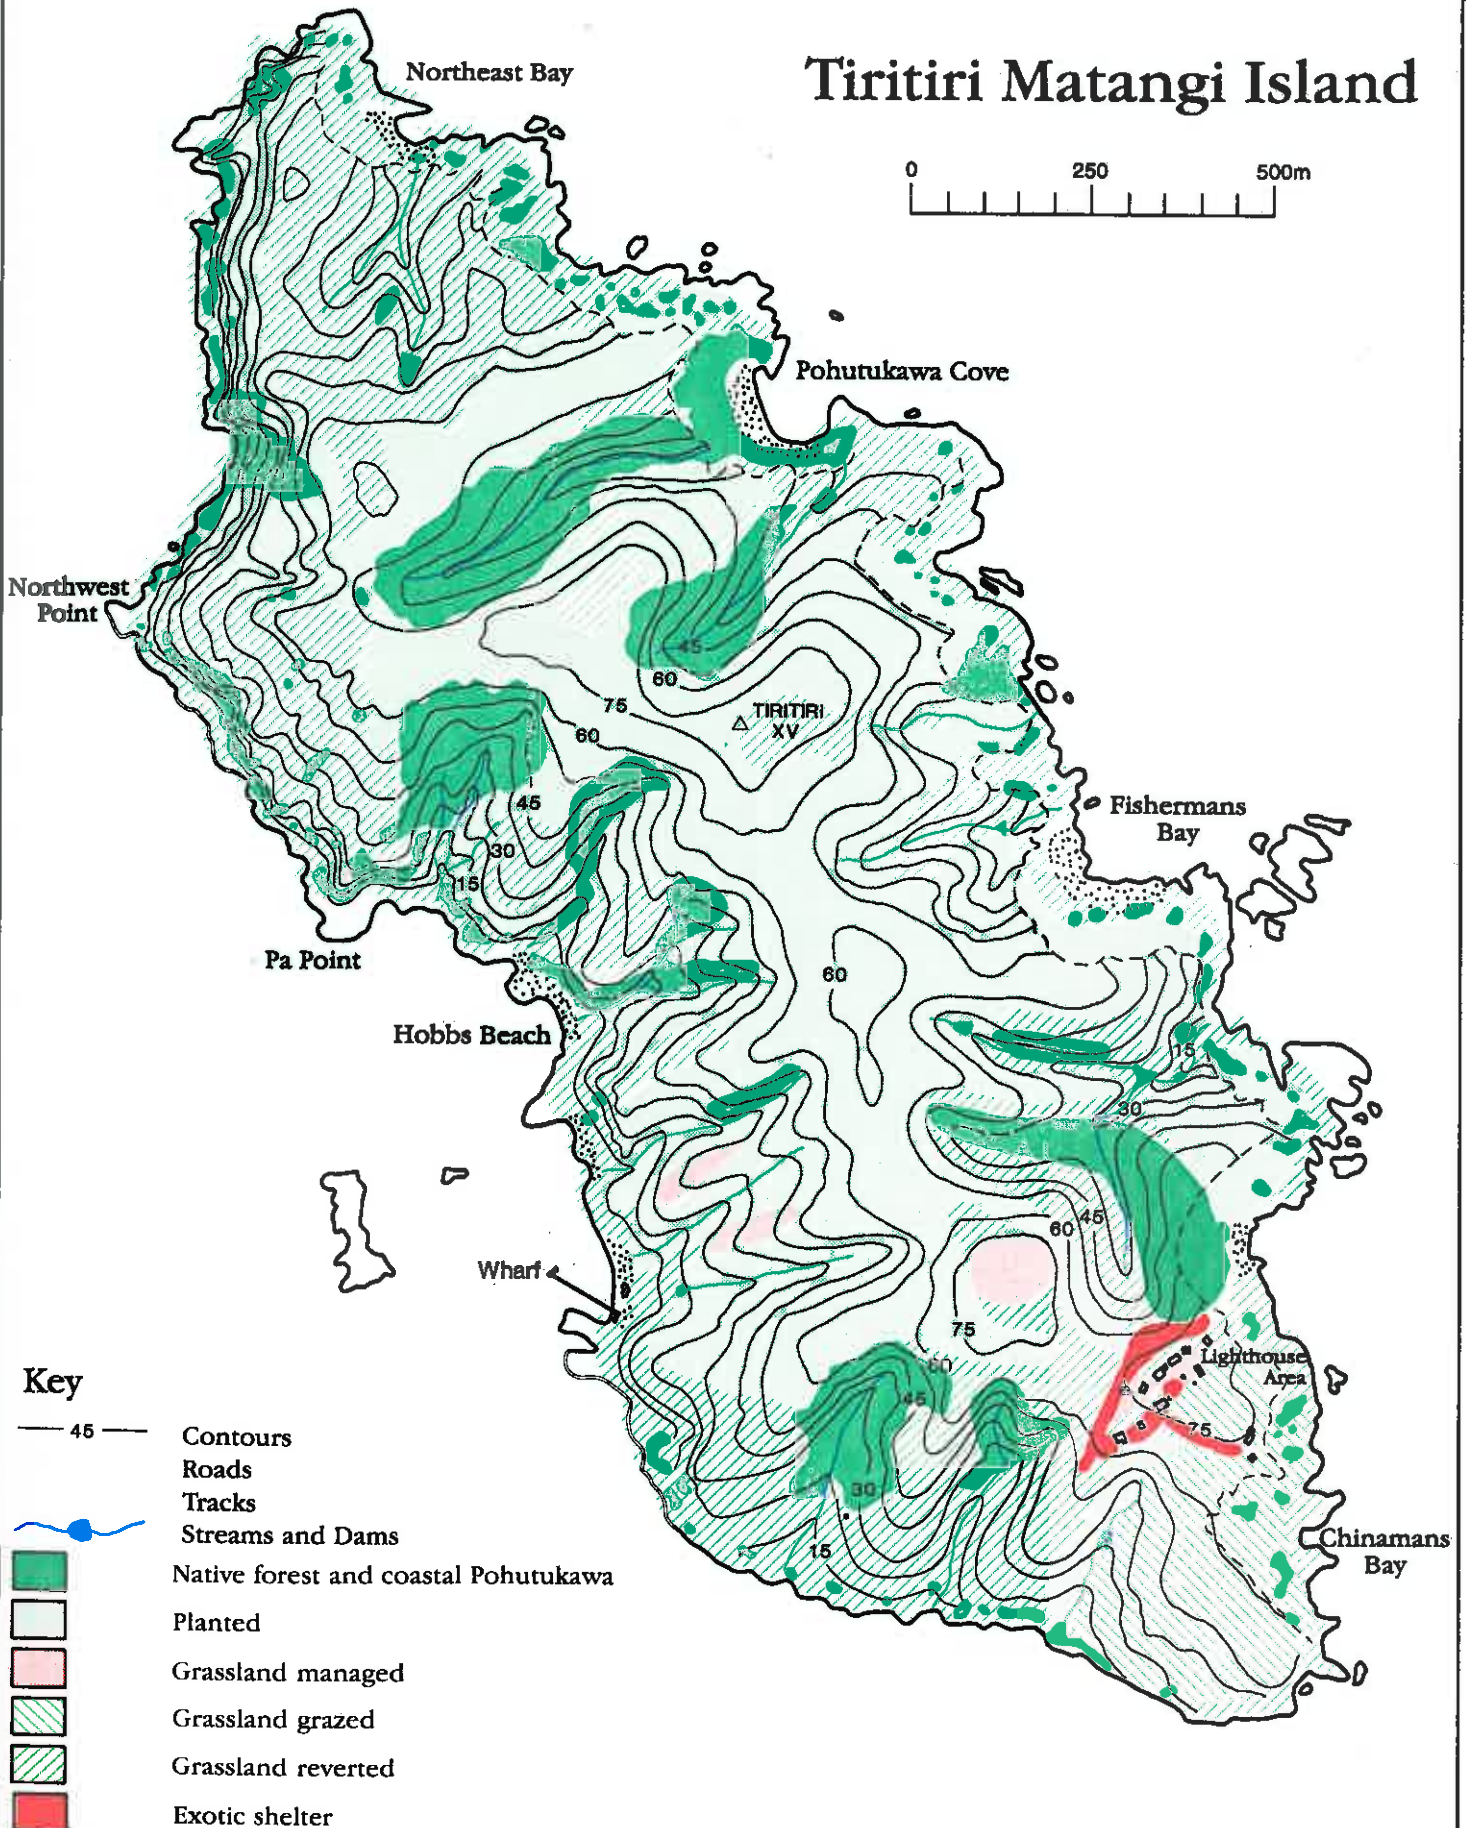 Tiritiri Matangi Island
0 250 500m
Northeast Bay
Pohutukawa Cove
Northwest
Point
45
60
75
TIRITIRI
XV
60
45
Fishermans
Bay
30
15
Pa Point
60
Hobbs Beach
15
30
45
60
Wharf
75
Lighthouse
Area
60
45
75
30
15
Chinamans
Bay
Key
45
Contours
Roads
Tracks
Streams and Dams
Native forest and coastal Pohutukawa
Planted
Grassland managed
Grassland grazed
Grassland reverted
Exotic shelter